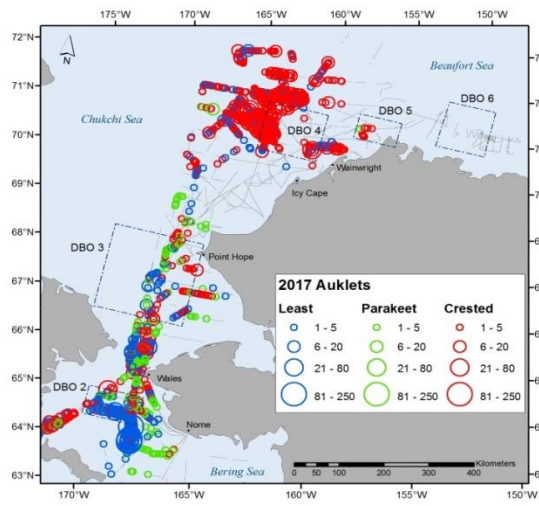 175°W 170°W 165°W 160°W 155°W 150°W
72°N
71°N
70°N
69°N
68°N
67°N
66°N
65°N
64°N
63°N
N
Beaufort Sea
DBO 6
DBO 5
Chukchi Sea
DBO 4
Wainwright
Icy Cape
DBO 3
Point Hope
2017 Auklets
Least Parakeet Crested
1 - 5 1 - 5 1 - 5
6 - 20 6 - 20 6 - 20
21 - 80 21 - 80 21 - 80
81 - 250 81 - 250 81 - 250
DBO 2
Wales
Nome
Bering Sea
Kilometers
0 50 100 200 300 400
170°W 165°W 160°W 155°W 150°W